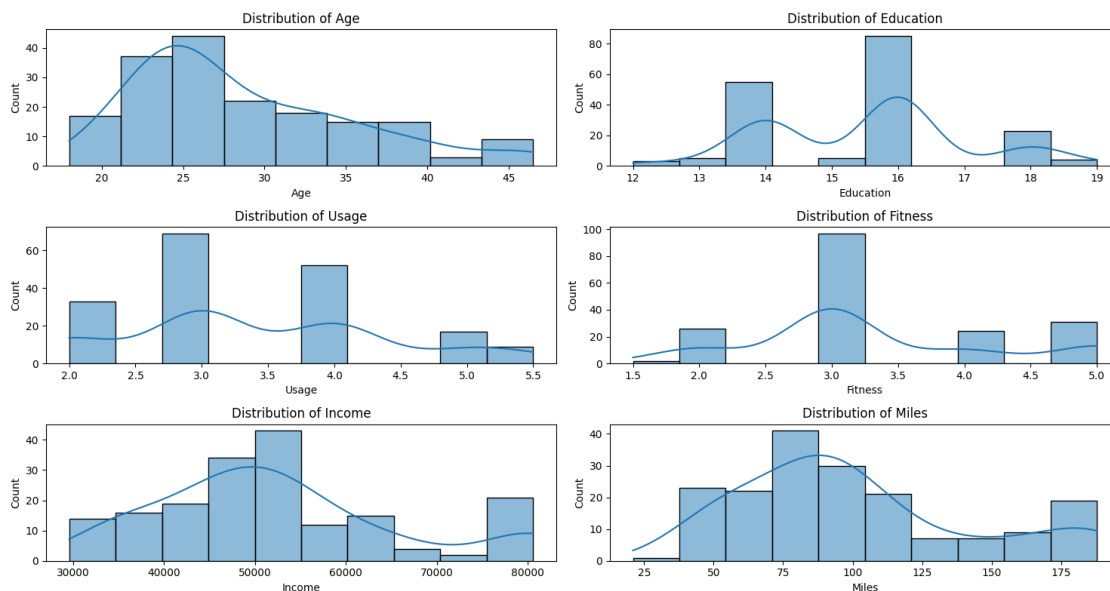 Distribution of Age
40
30
20
10
0
Count
20 25 30 35 40 45
Age
Distribution of Education
80
60
40
20
0
Count
12 13 14 15 16 17 18 19
Education
Distribution of Usage
60
40
20
0
Count
2.0 2.5 3.0 3.5 4.0 4.5 5.0 5.5
Usage
Distribution of Fitness
100
80
60
40
20
0
Count
1.5 2.0 2.5 3.0 3.5 4.0 4.5 5.0
Fitness
Distribution of Income
40
30
20
10
0
Count
30000 40000 50000 60000 70000 80000
Income
Distribution of Miles
40
30
20
10
0
Count
25 50 75 100 125 150 175
Miles